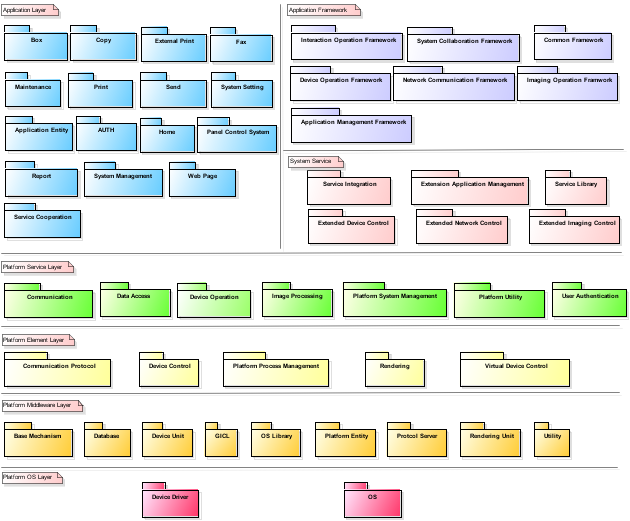 Application Layer
Box
Copy
External Print
Fax
Maintenance
Print
Send
System Setting
Application Entity
AUTH
Home
Panel Control System
Report
System Management
Web Page
Service Cooperation
Application Framework
Interaction Operation Framework
System Collaboration Framework
Common Framework
Device Operation Framework
Network Communication Framework
Imaging Operation Framwork
Application Management Framework
System Service
Service Integration
Extension Application Management
Service Library
Extended Device Control
Extended Network Control
Extended Imaging Control
Platform Service Layer
Communication
Data Access
Device Operation
Image Processing
Platform System Management
Platform Utility
User Authentication
Platform Element Layer
Communication Protocol
Device Control
Platform Process Management
Rendering
Virtual Device Control
Platform Middleware Layer
Base Mechanism
Database
Device Unit
GICL
OS Library
Platform Entity
Protcol Server
Rendering Unit
Utility
Platform OS Layer
Device Driver
OS